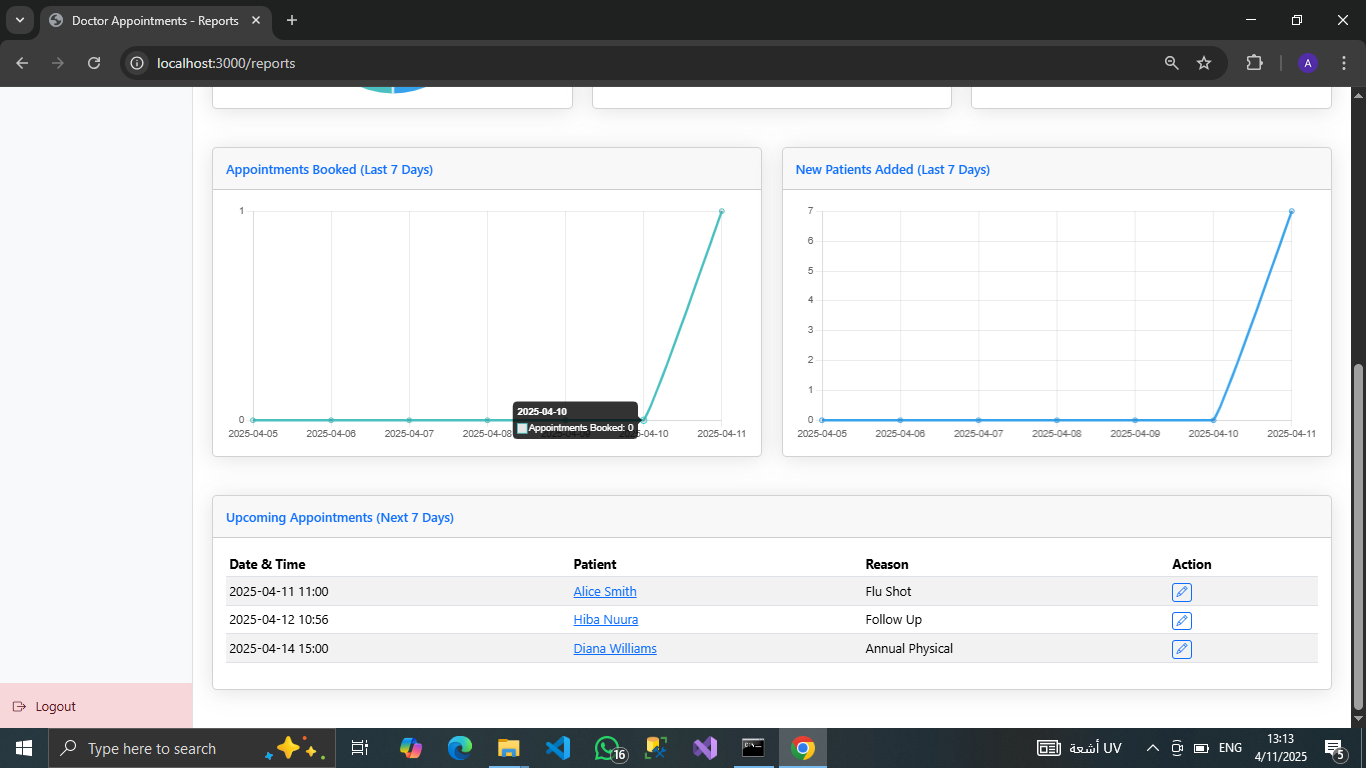 Doctor Appointments - Reports
localhost:3000/reports
A
Appointments Booked (Last 7 Days)
1
0
2025-04-05 2025-04-06 2025-04-07 2025-04-08 2025-04-09 2025-04-10 2025-04-11
2025-04-10
Appointments Booked: 0
New Patients Added (Last 7 Days)
7
6
5
4
3
2
1
0
2025-04-05 2025-04-06 2025-04-07 2025-04-08 2025-04-09 2025-04-10 2025-04-11
Upcoming Appointments (Next 7 Days)
Date & Time Patient Reason Action
2025-04-11 11:00 Alice Smith Flu Shot
2025-04-12 10:56 Hiba Nuura Follow Up
2025-04-14 15:00 Diana Williams Annual Physical
Logout
Type here to search
16
أشعة UV
ENG
13:13
4/11/2025
5